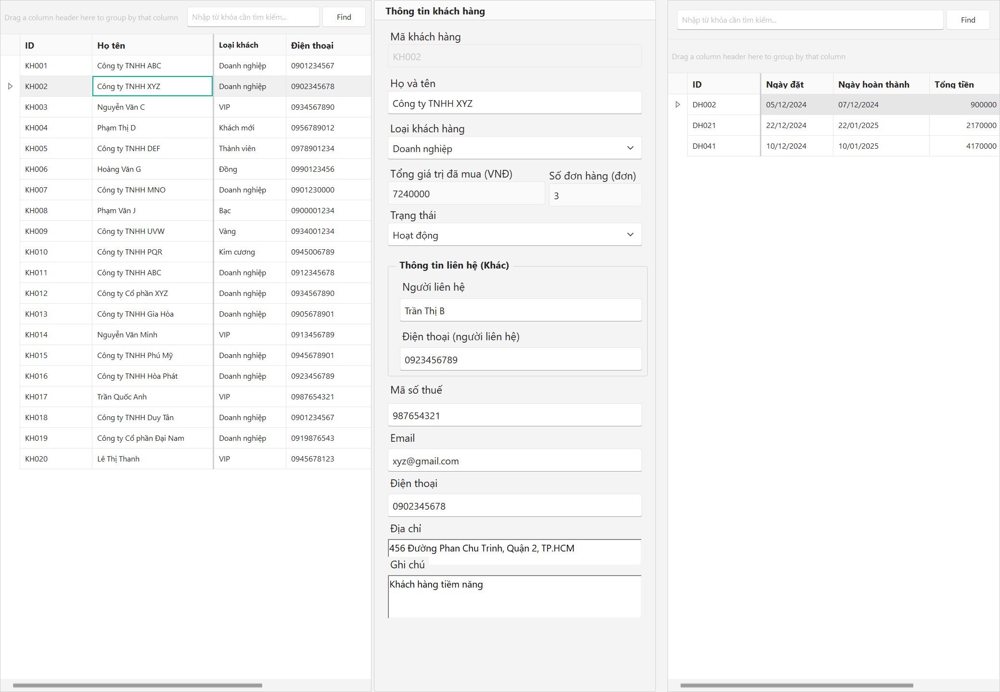 Drag a column header here to group by that column
Nhập từ khóa cần tìm kiếm...
Find
ID Họ tên Loại khách Điện thoại
KH001 Công ty TNHH ABC Doanh nghiệp 0901234567
KH002 Công ty TNHH XYZ Doanh nghiệp 0902345678
KH003 Nguyễn Văn C VIP 0934567890
KH004 Phạm Thị D Khách mới 0956789012
KH005 Công ty TNHH DEF Thành viên 0978901234
KH006 Hoàng Văn G Đồng 0990123456
KH007 Công ty TNHH MNO Doanh nghiệp 0901230000
KH008 Phạm Văn J Bạc 0900001234
KH009 Công ty TNHH UVW Vàng 0934001234
KH010 Công ty TNHH PQR Kim cương 0945006789
KH011 Công ty TNHH ABC Doanh nghiệp 0912345678
KH012 Công ty Cổ phần XYZ Doanh nghiệp 0934567890
KH013 Công ty TNHH Gia Hòa Doanh nghiệp 0905678901
KH014 Nguyễn Văn Minh VIP 0913456789
KH015 Công ty TNHH Phú Mỹ Doanh nghiệp 0945678901
KH016 Công ty TNHH Hòa Phát Doanh nghiệp 0923456789
KH017 Trần Quốc Anh VIP 0987654321
KH018 Công ty TNHH Duy Tân Doanh nghiệp 0901234567
KH019 Công ty Cổ phần Đại Nam Doanh nghiệp 0919876543
KH020 Lê Thị Thanh VIP 0945678123
Thông tin khách hàng
Mã khách hàng
KH002
Họ và tên
Công ty TNHH XYZ
Loại khách hàng
Doanh nghiệp
Tổng giá trị đã mua (VNĐ) Số đơn hàng (đơn)
7240000 3
Trạng thái
Hoạt động
Thông tin liên hệ (Khác)
Người liên hệ
Trần Thị B
Điện thoại (người liên hệ)
0923456789
Mã số thuế
987654321
Email
xyz@gmail.com
Điện thoại
0902345678
Địa chỉ
456 Đường Phan Chu Trinh, Quận 2, TP.HCM
Ghi chú
Khách hàng tiềm năng
Nhập từ khóa cần tìm kiếm...
Find
Drag a column header here to group by that column
ID Ngày đặt Ngày hoàn thành Tổng tiền
DH002 05/12/2024 07/12/2024 900000
DH021 22/12/2024 22/01/2025 2170000
DH041 10/12/2024 10/01/2025 4170000